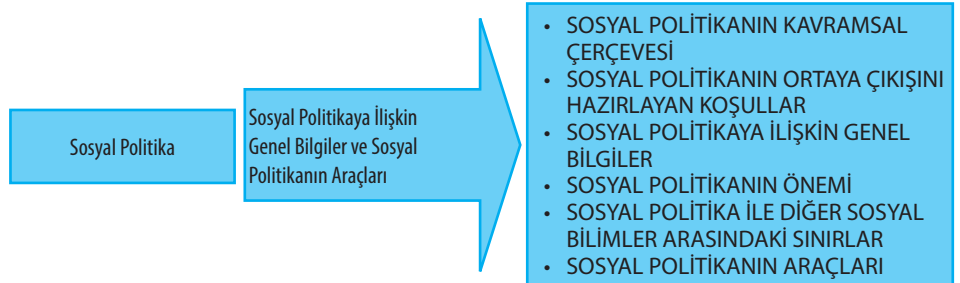 Sosyal Politika
Sosyal Politikaya İlişkin
Genel Bilgiler ve Sosyal
Politikanın Araçları
• SOSYAL POLİTİKANIN KAVRAMSAL
ÇERÇEVESİ
• SOSYAL POLİTİKANIN ORTAYA ÇIKIŞINI
HAZIRLAYAN KOŞULLAR
• SOSYAL POLİTİKAYA İLİŞKİN GENEL
BİLGİLER
• SOSYAL POLİTİKANIN ÖNEMİ
• SOSYAL POLİTİKA İLE DİĞER SOSYAL
BİLİMLER ARASINDAKİ SINIRLAR
• SOSYAL POLİTİKANIN ARAÇLARI